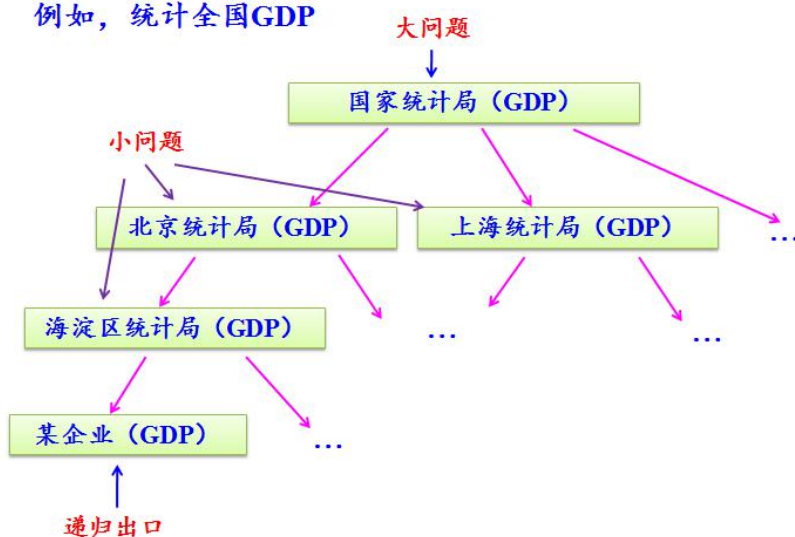 例如，统计全国GDP
大问题
国家统计局（GDP）
小问题
北京统计局（GDP）
上海统计局（GDP）
...
海淀区统计局（GDP）
...
...
某企业（GDP）
...
递归出口